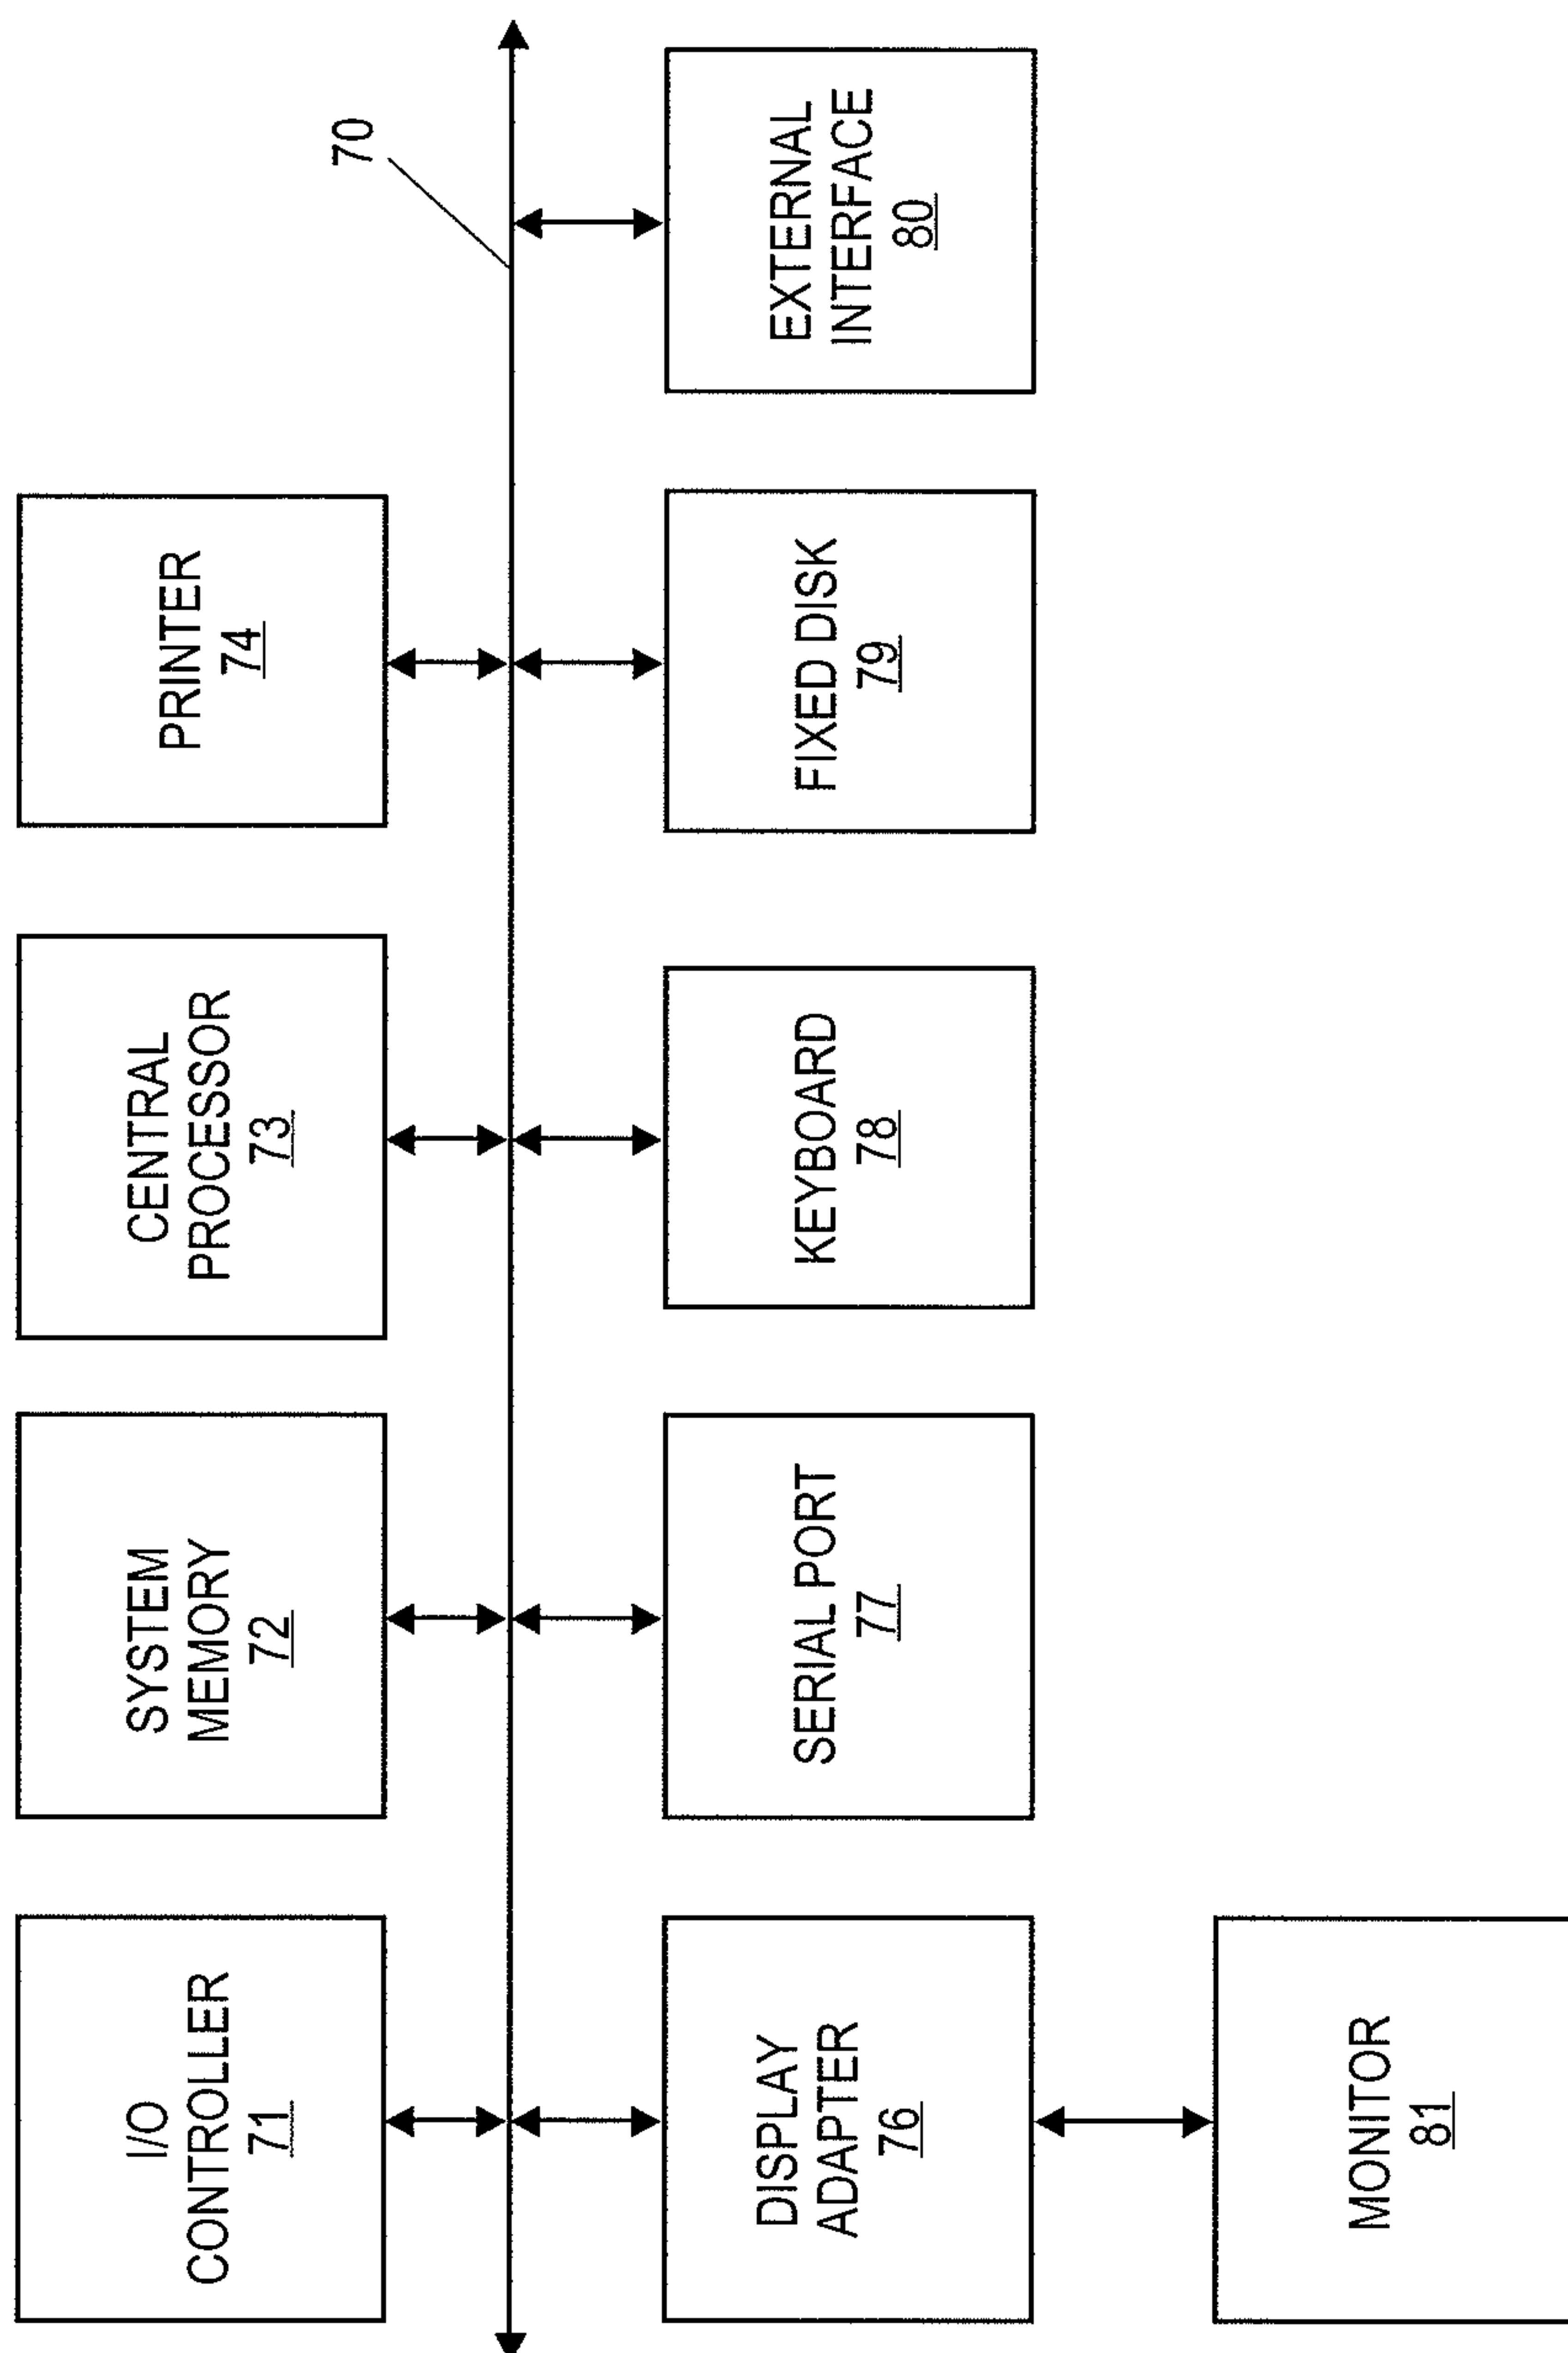 I/O
CONTROLLER
71
SYSTEM
MEMORY
72
CENTRAL
PROCESSOR
73
PRINTER
74
70
DISPLAY
ADAPTER
76
SERIAL PORT
77
KEYBOARD
78
FIXED DISK
79
EXTERNAL
INTERFACE
80
MONITOR
81